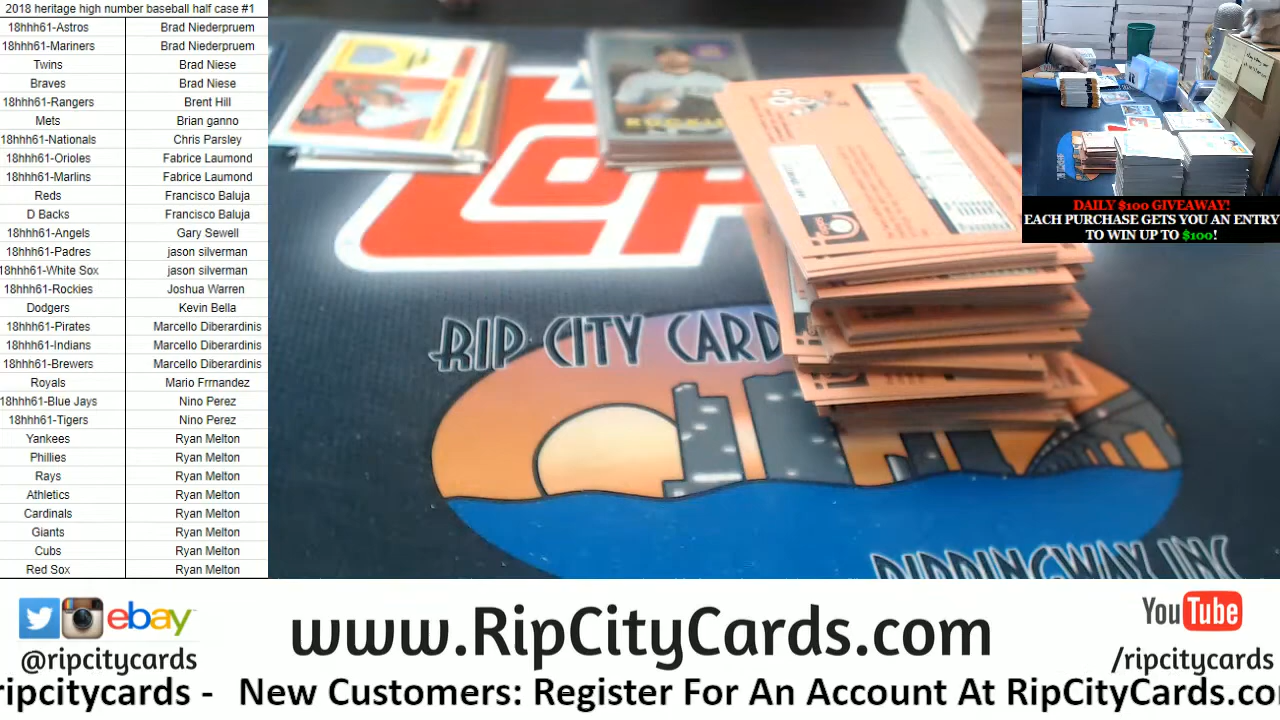 2018 heritage high number baseball half case #1
18hhh61-Astros Brad Niederpruem
18hhh61-Mariners Brad Niederpruem
Twins Brad Niese
Braves Brad Niese
18hhh61-Rangers Brent Hill
Mets Brian ganno
18hhh61-Nationals Chris Parsley
18hhh61-Orioles Fabrice Laumond
18hhh61-Marlins Fabrice Laumond
Reds Francisco Baluja
D Backs Francisco Baluja
18hhh61-Angels Gary Sewell
18hhh61-Padres jason silverman
18hhh61-White Sox jason silverman
18hhh61-Rockies Joshua Warren
Dodgers Kevin Bella
18hhh61-Pirates Marcello Diberardinis
18hhh61-Indians Marcello Diberardinis
18hhh61-Brewers Marcello Diberardinis
Royals Mario Frrnandez
18hhh61-Blue Jays Nino Perez
18hhh61-Tigers Nino Perez
Yankees Ryan Melton
Phillies Ryan Melton
Rays Ryan Melton
Athletics Ryan Melton
Cardinals Ryan Melton
Giants Ryan Melton
Cubs Ryan Melton
Red Sox Ryan Melton
RIP CITY CARD
RIPPINGWAY INC
DAILY $100 GIVEAWAY!
EACH PURCHASE GETS YOU AN ENTRY
TO WIN UP TO $100!
ebay
@ripcitycards
www.RipCityCards.com
YouTube
/ripcitycards
ripcitycards - New Customers: Register For An Account At RipCityCards.co